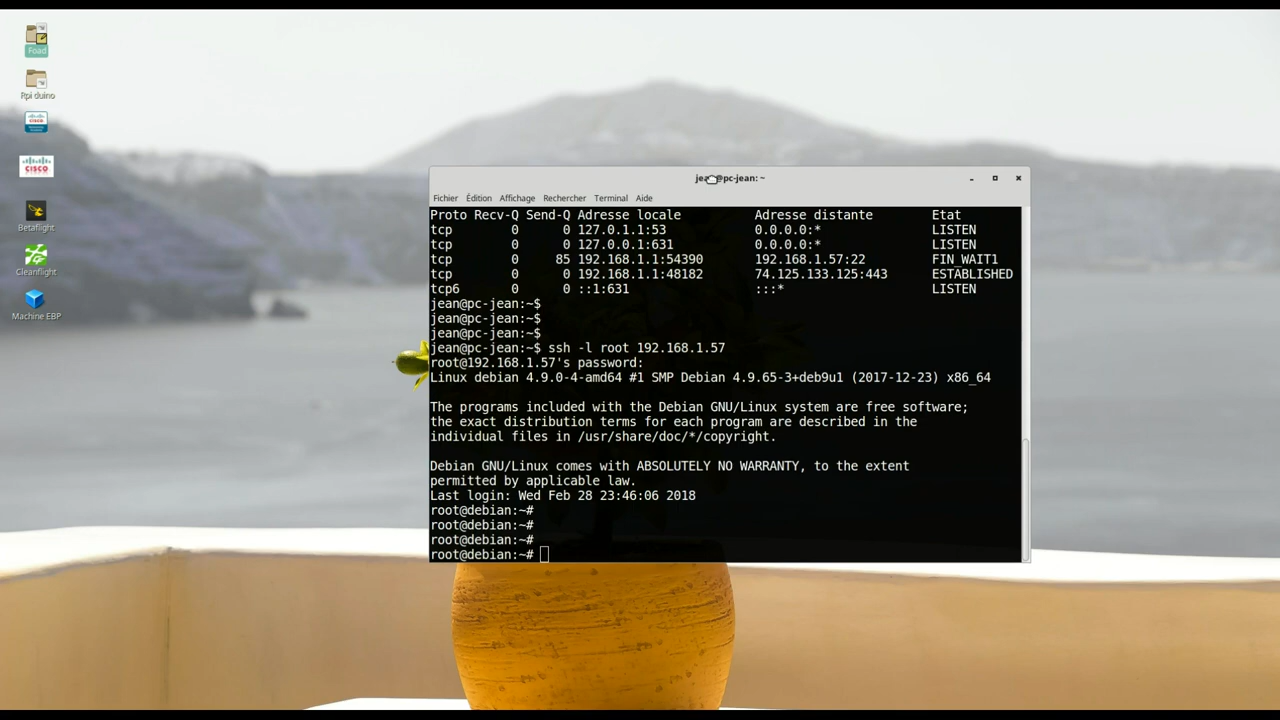 Foad
Rpi duino
CISCO
Betaflight
Cleanflight
Machine EBP
jean@pc-jean: ~
Fichier Édition Affichage Rechercher Terminal Aide
Proto Recv-Q Send-Q Adresse locale Adresse distante Etat
tcp 0 0 127.0.1.1:53 0.0.0.0:* LISTEN
tcp 0 0 127.0.0.1:631 0.0.0.0:* LISTEN
tcp 0 85 192.168.1.1:54390 192.168.1.57:22 FIN_WAIT1
tcp 0 0 192.168.1.1:48182 74.125.133.125:443 ESTABLISHED
tcp6 0 0 ::1:631 :::* LISTEN
jean@pc-jean:~$
jean@pc-jean:~$
jean@pc-jean:~$
jean@pc-jean:~$ ssh -l root 192.168.1.57
root@192.168.1.57's password:
Linux debian 4.9.0-4-amd64 #1 SMP Debian 4.9.65-3+deb9u1 (2017-12-23) x86_64
The programs included with the Debian GNU/Linux system are free software;
the exact distribution terms for each program are described in the
individual files in /usr/share/doc/*/copyright.
Debian GNU/Linux comes with ABSOLUTELY NO WARRANTY, to the extent
permitted by applicable law.
Last login: Wed Feb 28 23:46:06 2018
root@debian:~#
root@debian:~#
root@debian:~#
root@debian:~#